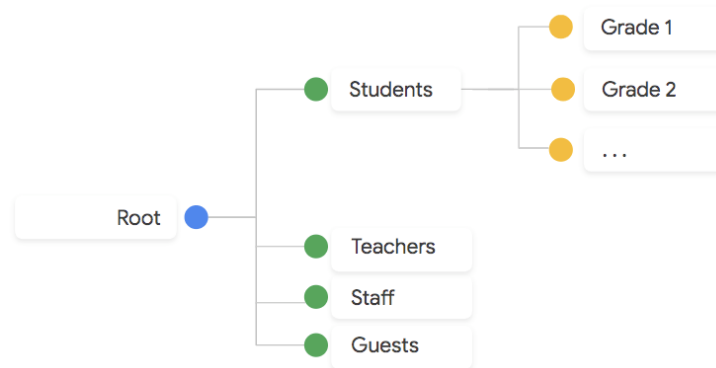 Root
Students
Grade 1
Grade 2
...
Teachers
Staff
Guests